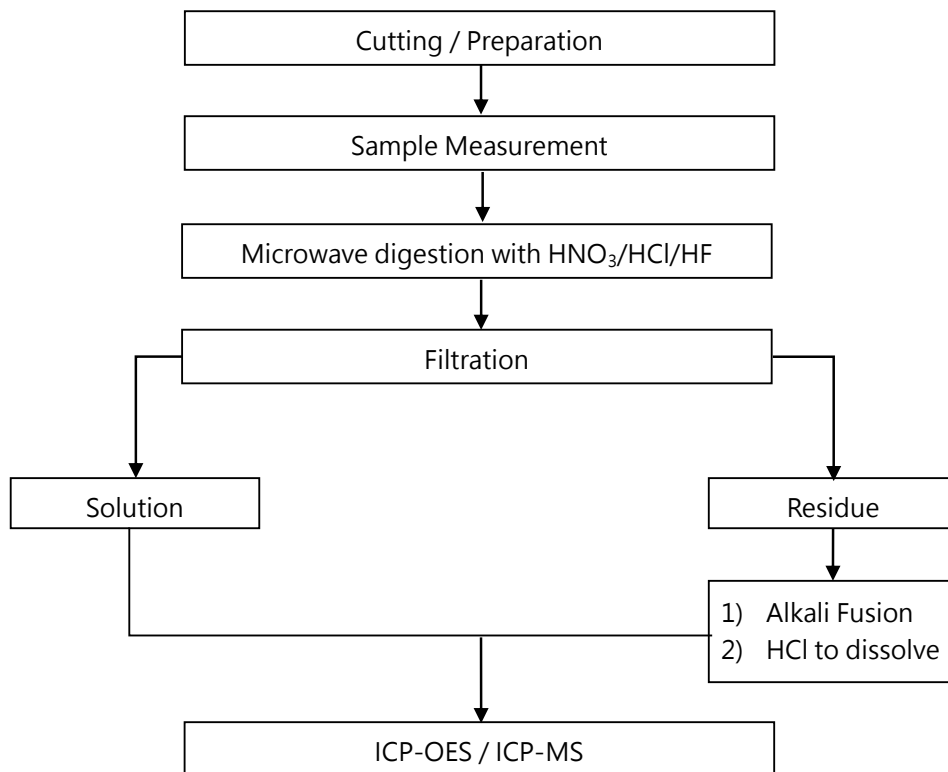 Cutting / Preparation
Sample Measurement
Microwave digestion with HNO₃/HCl/HF
Filtration
Solution
Residue
1) Alkali Fusion
2) HCl to dissolve
ICP-OES / ICP-MS